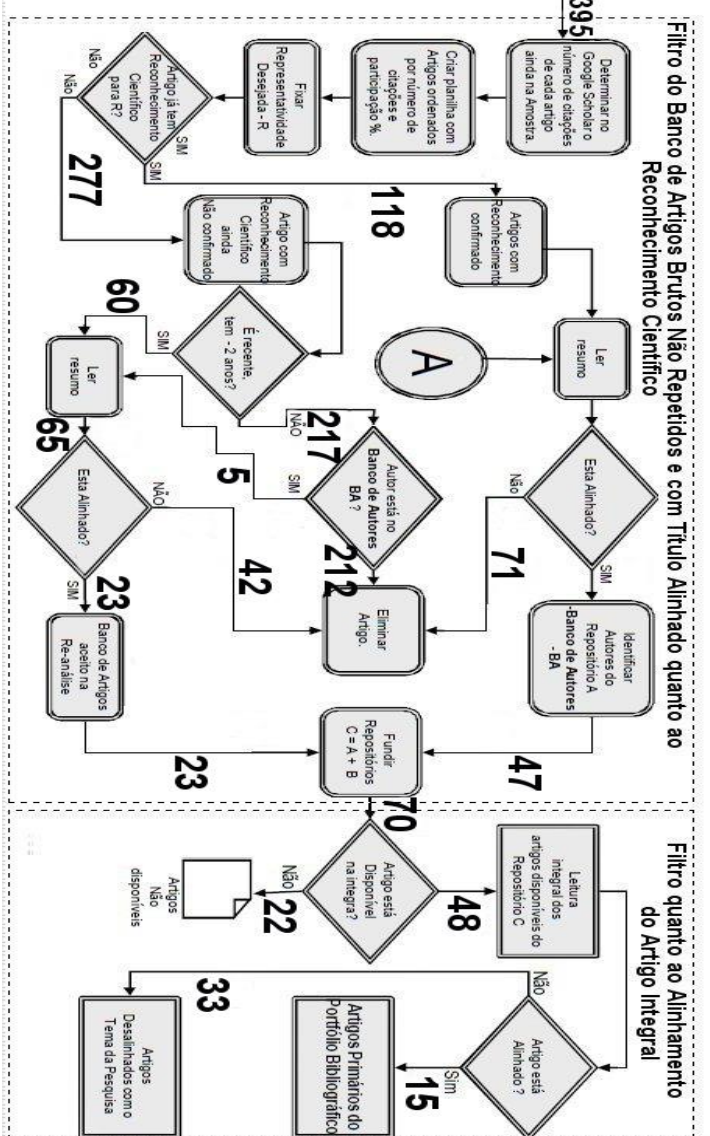 395
Filtro do Banco de Artigos Brutos Não Repetidos e com Título Alinhado quanto ao
Reconhecimento Científico
Determinar no
Google Scholar o
número de citações
de cada artigo
ainda na Amostra.
Criar planilha com
Artigos ordenados
por número de
citações e
participação %.
Fixar
Representatividade
Desejada - R
Artigo já tem
Reconhecimento
Científico
para R?
SIM
SIM
Não
Não
118
277
Artigos com
Reconhecimento
confirmado
Artigo com
Reconhecimento
Científico
ainda
Não confirmado
Ler
resumo
A
É recente,
tem - 2 anos?
SIM
60
NÃO
217
Autor está no
Banco de Autores
BA ?
SIM
5
212
Ler
resumo
65
Esta Alinhado?
SIM
Não
71
Esta Alinhado?
NÃO
42
SIM
23
Identificar
Autores do
Repositório A
-Banco de Autores
- BA
Eliminar
Artigo.
Banco de Artigos
aceito na
Re-análise
47
23
Fundir
Repositórios
C = A + B
70
Filtro quanto ao Alinhamento
do Artigo Integral
Artigo está
Disponível
na integra?
48
Não
22
Artigos
Não
disponíveis
Leitura
integral dos
artigos disponíveis do
Repositório C
Artigo está
Alinhado ?
Não
33
Sim
15
Artigos Primários do
Portfólio Bibliográfico
Artigos
Desalinhados com o
Tema da Pesquisa